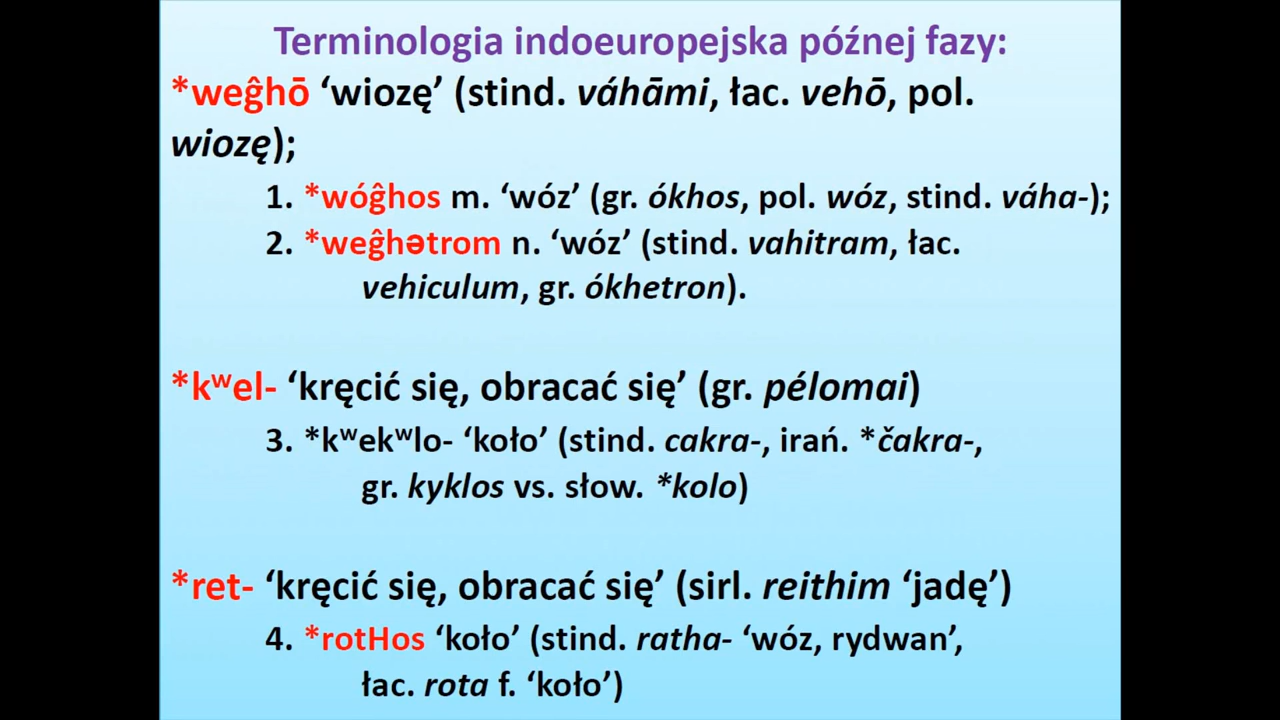 Terminologia indoeuropejska późnej fazy:
*weĝhō ‘wiozę’ (stind. váhāmi, łac. vehō, pol.
wiozę);
1. *wóĝhos m. ‘wóz’ (gr. ókhos, pol. wóz, stind. váha-);
2. *weĝhətrom n. ‘wóz’ (stind. vahitram, łac.
vehiculum, gr. ókhetron).
*kʷel- ‘kręcić się, obracać się’ (gr. pélomai)
3. *kʷekʷlo- ‘koło’ (stind. cakra-, irań. *čakra-,
gr. kyklos vs. słow. *kolo)
*ret- ‘kręcić się, obracać się’ (sirl. reithim ‘jadę’)
4. *rotHos ‘koło’ (stind. ratha- ‘wóz, rydwan’,
łac. rota f. ‘koło’)